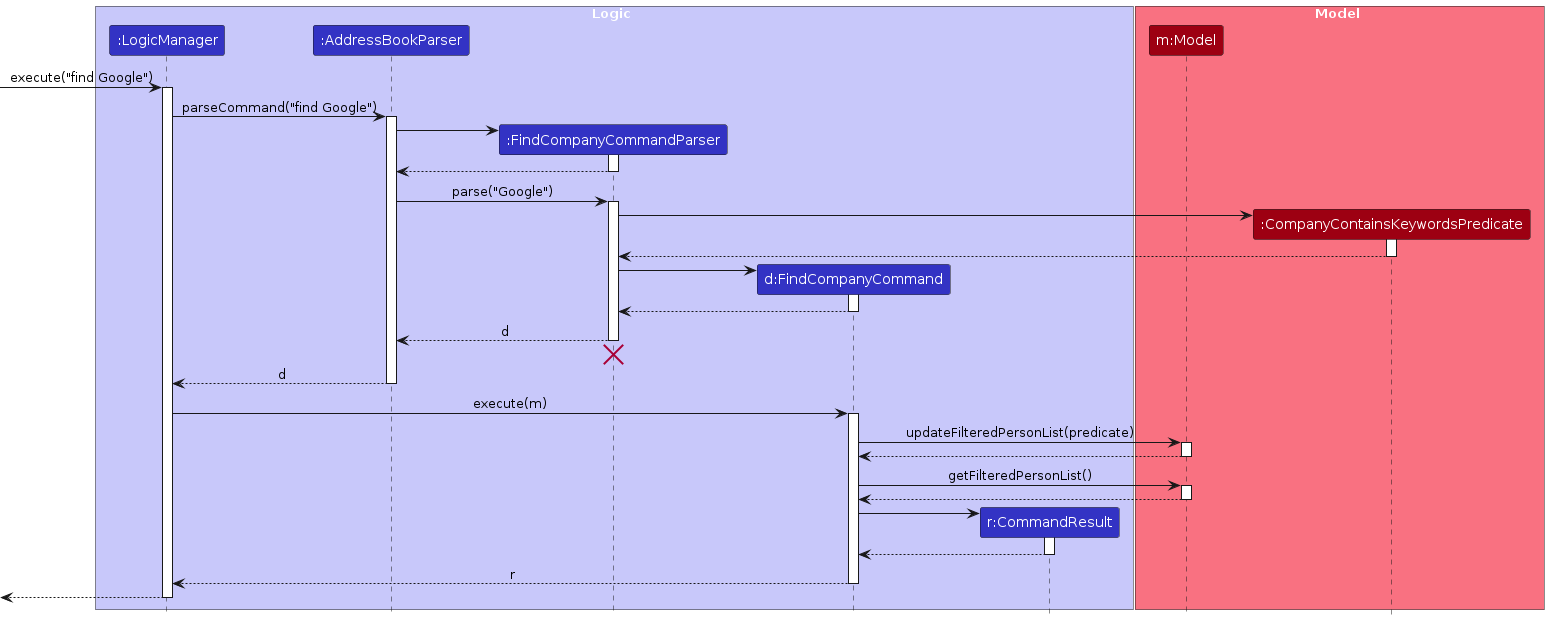 Logic
Model
:LogicManager
:AddressBookParser
m:Model
execute("find Google")
parseCommand("find Google")
:FindCompanyCommandParser
parse("Google")
:CompanyContainsKeywordsPredicate
d:FindCompanyCommand
d
d
execute(m)
updateFilteredPersonList(predicate)
getFilteredPersonList()
r:CommandResult
r